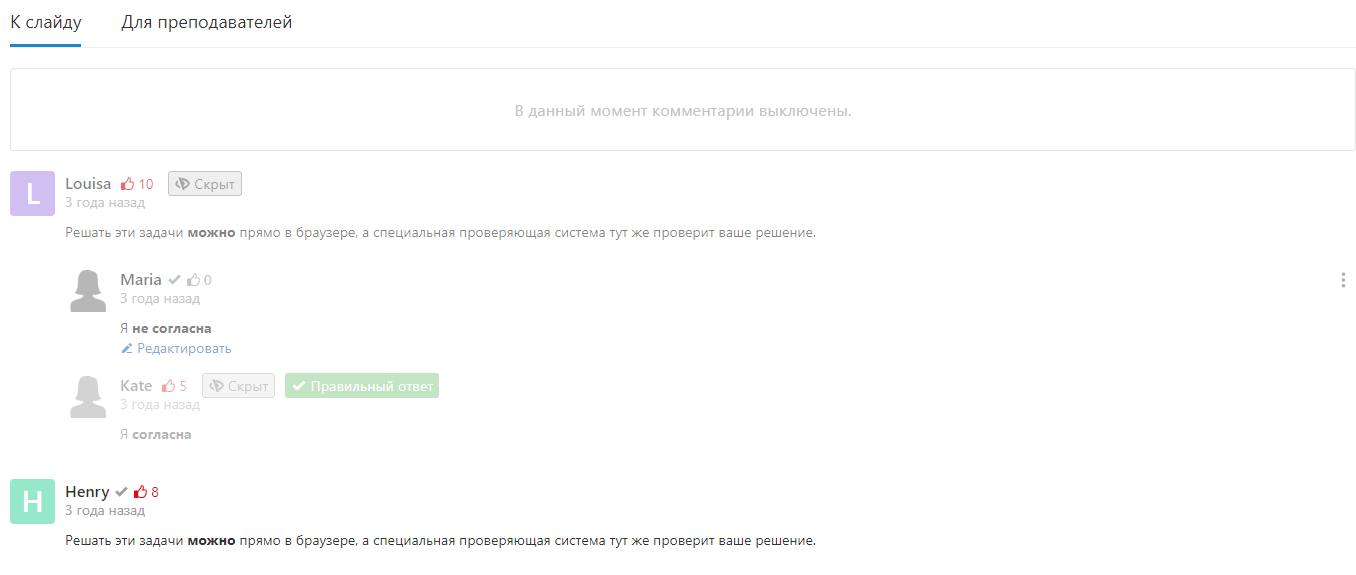 К слайду Для преподавателей
В данный момент комментарии выключены.
L Louisa 10 Скрыт
3 года назад
Решать эти задачи можно прямо в браузере, а специальная проверяющая система тут же проверит ваше решение.
Maria 0
3 года назад
Я не согласна
Редактировать
Kate 5 Скрыт Правильный ответ
3 года назад
Я согласна
H Henry 8
3 года назад
Решать эти задачи можно прямо в браузере, а специальная проверяющая система тут же проверит ваше решение.